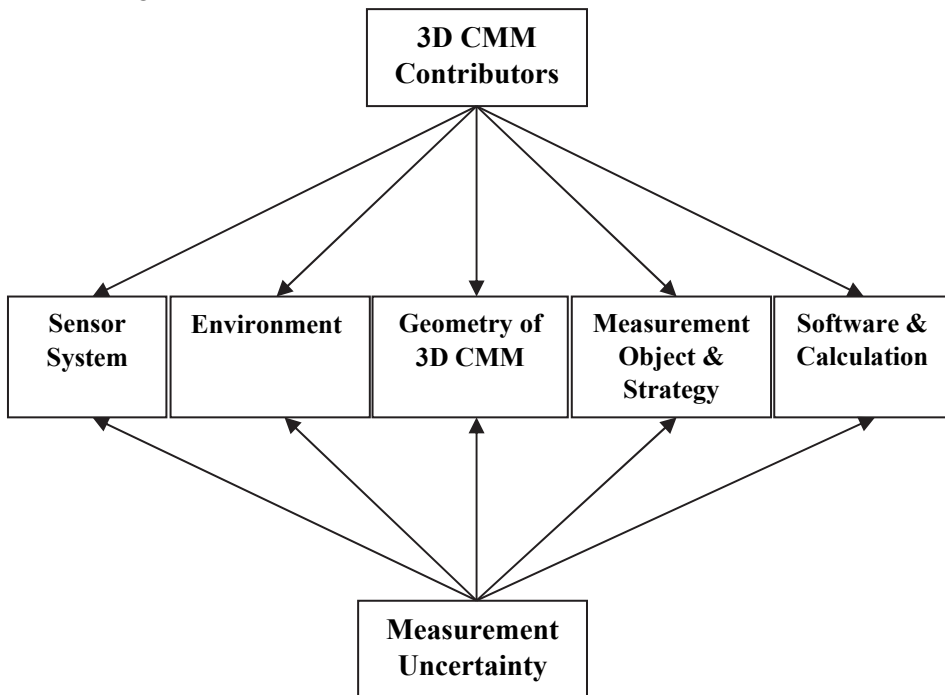 3D CMM
Contributors
Sensor
System
Environment
Geometry of
3D CMM
Measurement
Object &
Strategy
Software &
Calculation
Measurement
Uncertainty